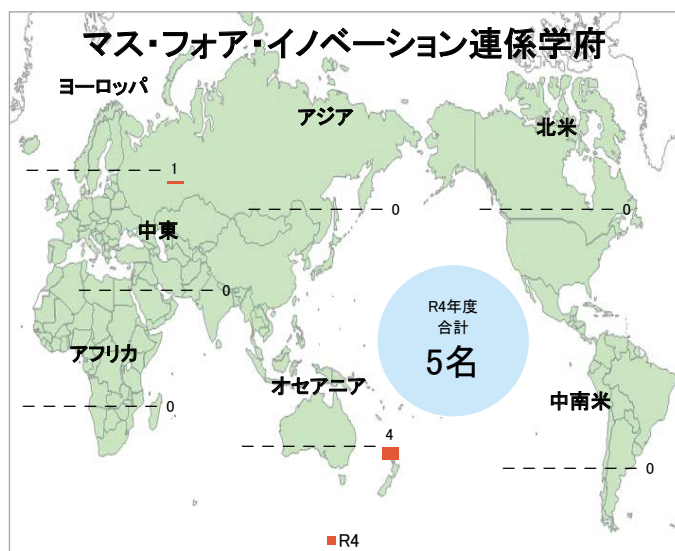 マス・フォア・イノベーション連係学府
ヨーロッパ
アジア
北米
1
0
0
中東
0
R4年度
合計
5名
アフリカ
オセアニア
中南米
0
4
0
R4